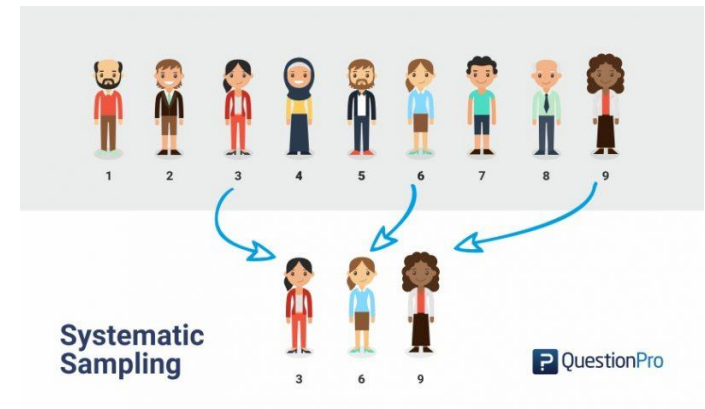 1 2 3 4 5 6 7 8 9
Systematic
Sampling
3 6 9
QuestionPro